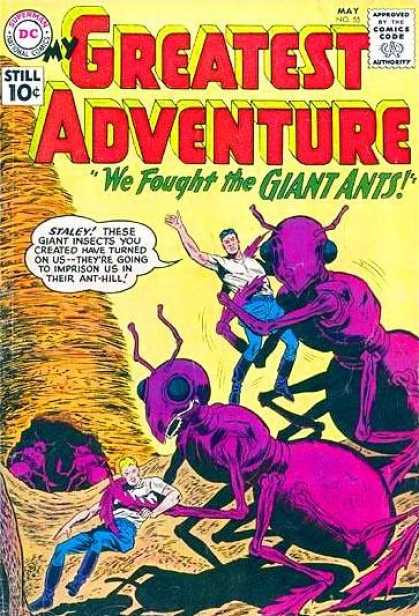 SUPERMAN
DC
NATIONAL COMICS
MAY
NO. 55
APPROVED
BY THE
COMICS
CODE
AUTHORITY
STILL
10¢
MY
GREATEST
ADVENTURE
"We Fought the GIANT ANTS!"
STALEY! THESE
GIANT INSECTS YOU
CREATED HAVE TURNED
ON US--THEY'RE GOING
TO IMPRISON US IN
THEIR ANT-HILL!